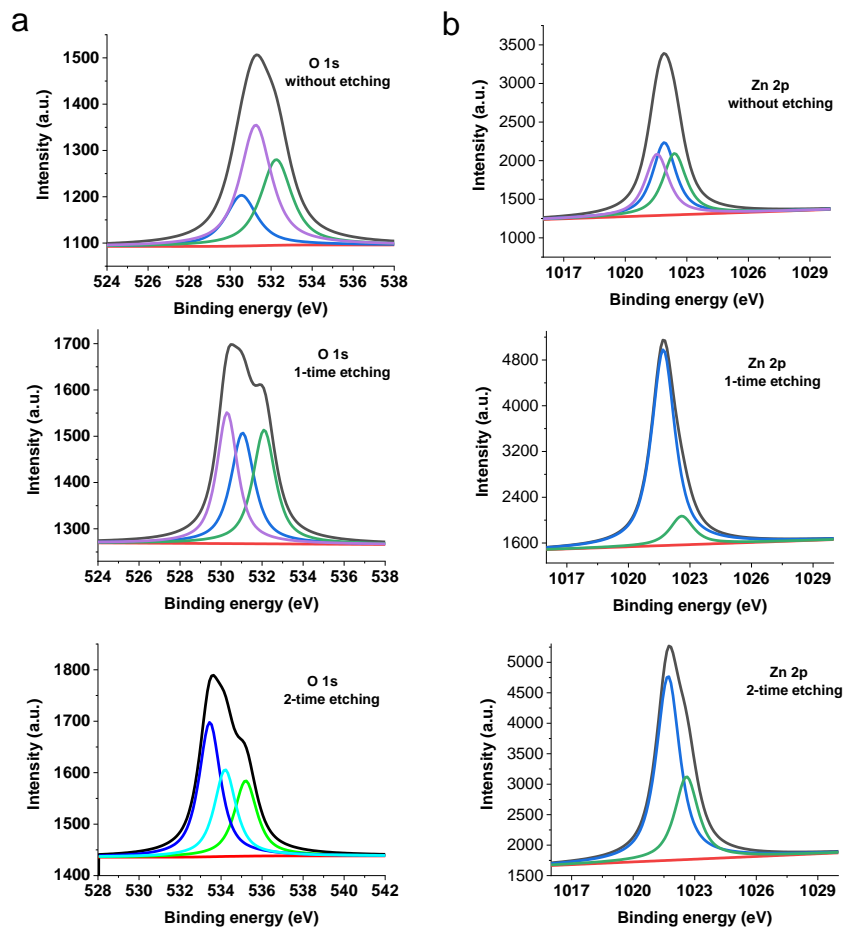 a
O 1s
without etching
1500
1400
1300
1200
1100
524 526 528 530 532 534 536 538
Intensity (a.u.)
Binding energy (eV)
b
Zn 2p
without etching
3500
3000
2500
2000
1500
1000
1017 1020 1023 1026 1029
Intensity (a.u.)
Binding energy (eV)
O 1s
1-time etching
1700
1600
1500
1400
1300
524 526 528 530 532 534 536 538
Intensity (a.u.)
Binding energy (eV)
Zn 2p
1-time etching
4800
4000
3200
2400
1600
1017 1020 1023 1026 1029
Intensity (a.u.)
Binding energy (eV)
O 1s
2-time etching
1800
1700
1600
1500
1400
528 530 532 534 536 538 540 542
Intensity (a.u.)
Binding energy (eV)
Zn 2p
2-time etching
5000
4500
4000
3500
3000
2500
2000
1500
1017 1020 1023 1026 1029
Intensity (a.u.)
Binding energy (eV)